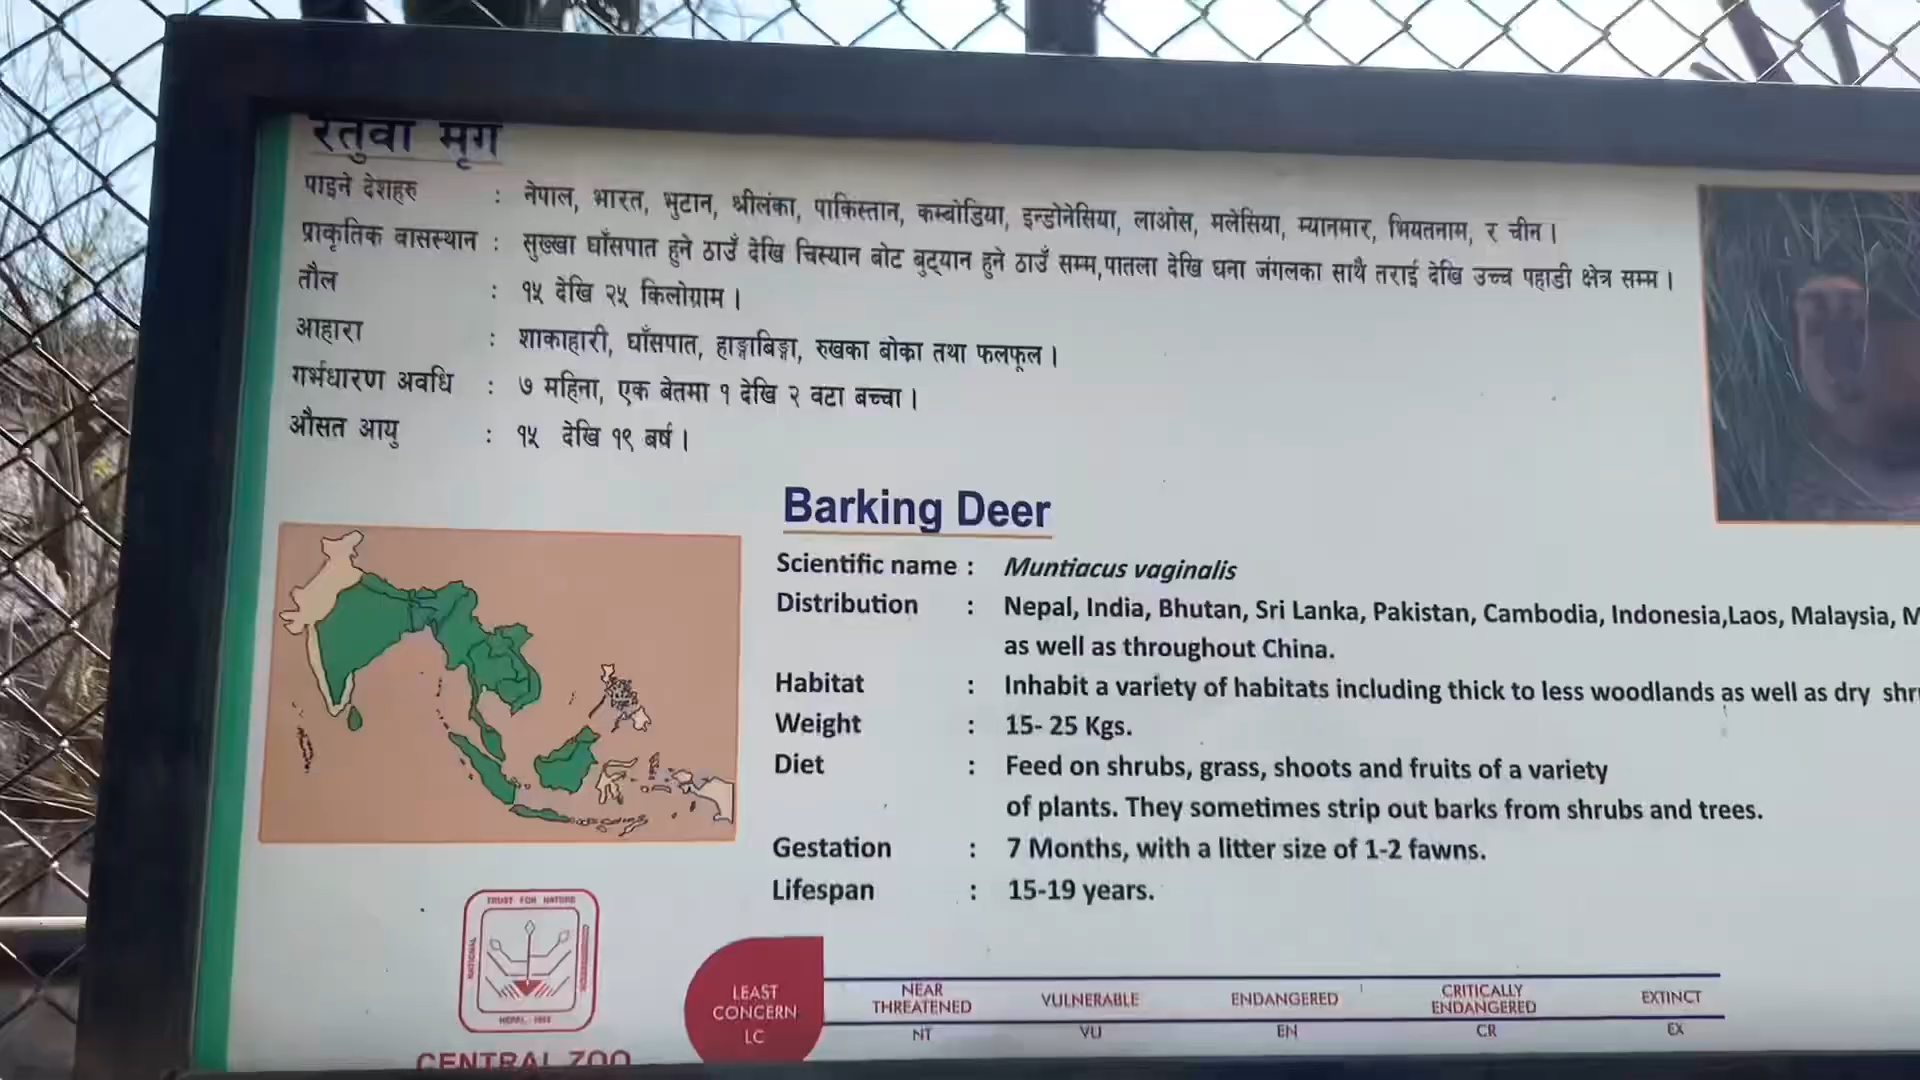 रतुवा मृग
पाइने देशहरु : नेपाल, भारत, भुटान, श्रीलंका, पाकिस्तान, कम्बोडिया, इन्डोनेसिया, लाओस, मलेसिया, म्यानमार, भियतनाम, र चीन ।
प्राकृतिक वासस्थान : सुख्खा घाँसपात हुने ठाउँ देखि चिस्यान बोट बुट्यान हुने ठाउँ सम्म,पातला देखि घना जंगलका साथै तराई देखि उच्च पहाडी क्षेत्र सम्म ।
तौल : १५ देखि २५ किलोग्राम ।
आहारा : शाकाहारी, घाँसपात, हाङ्गाबिङ्गा, रुखका बोक्रा तथा फलफूल ।
गर्भधारण अवधि : ७ महिना, एक बेतमा १ देखि २ वटा बच्चा ।
औसत आयु : १५ देखि १९ बर्ष ।
Barking Deer
Scientific name : Muntiacus vaginalis
Distribution : Nepal, India, Bhutan, Sri Lanka, Pakistan, Cambodia, Indonesia,Laos, Malaysia, M
as well as throughout China.
Habitat : Inhabit a variety of habitats including thick to less woodlands as well as dry shr
Weight : 15- 25 Kgs.
Diet : Feed on shrubs, grass, shoots and fruits of a variety
of plants. They sometimes strip out barks from shrubs and trees.
Gestation : 7 Months, with a litter size of 1-2 fawns.
Lifespan : 15-19 years.
TRUST FOR NATURE
NATIONAL
CONSERVATION
NEPAL
CENTRAL ZOO
LEAST CONCERN LC
NEAR THREATENED NT
VULNERABLE VU
ENDANGERED EN
CRITICALLY ENDANGERED CR
EXTINCT EX